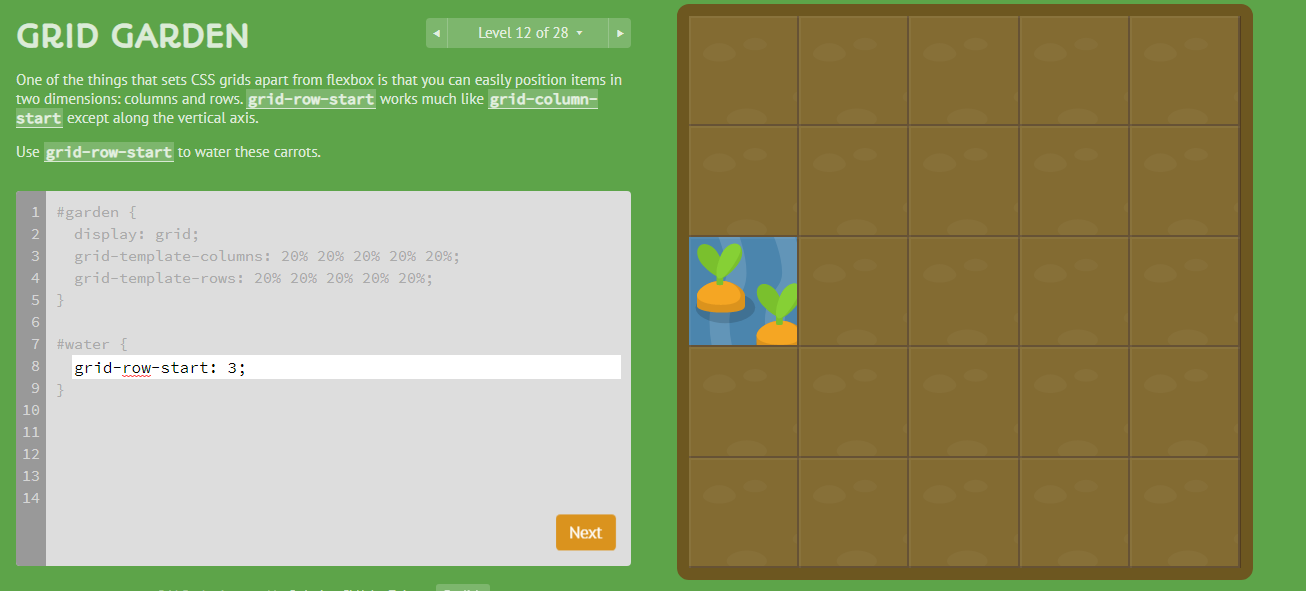 GRID GARDEN
◂ Level 12 of 28 ▾ ▸
One of the things that sets CSS grids apart from flexbox is that you can easily position items in
two dimensions: columns and rows. grid-row-start works much like grid-column-
start except along the vertical axis.
Use grid-row-start to water these carrots.
1 #garden {
2 display: grid;
3 grid-template-columns: 20% 20% 20% 20% 20%;
4 grid-template-rows: 20% 20% 20% 20% 20%;
5 }
6
7 #water {
8 grid-row-start: 3;
9 }
10
11
12
13
14
Next